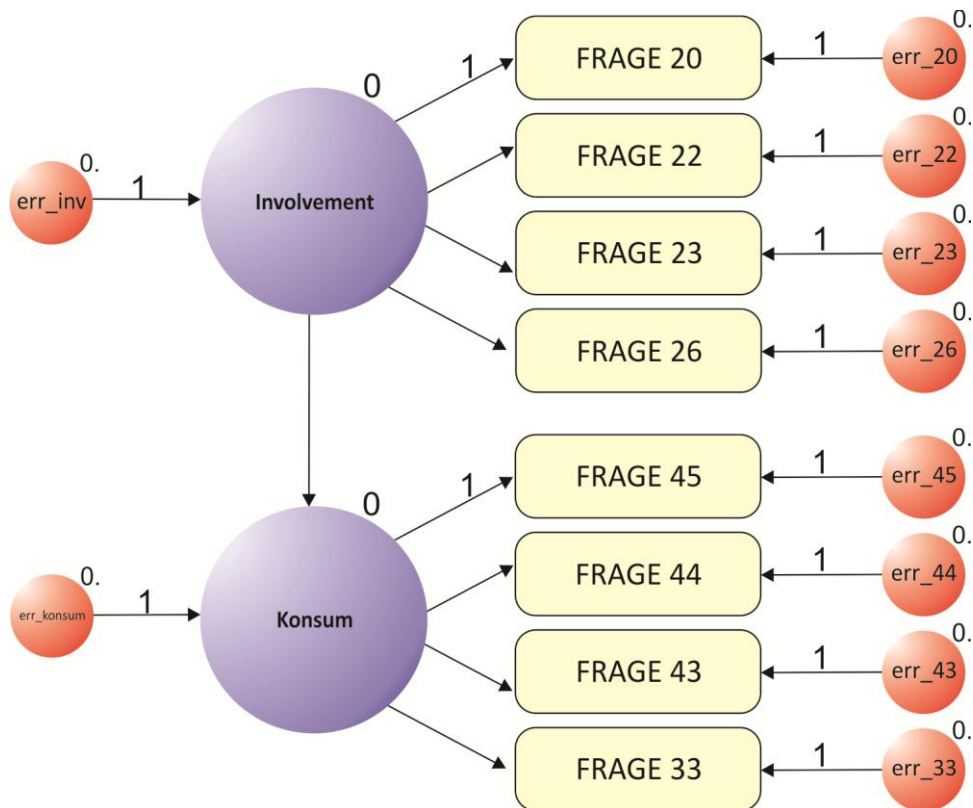 0
1
FRAGE 20
1
err_20
0.
FRAGE 22
1
err_22
0.
err_inv
0.
1
Involvement
FRAGE 23
1
err_23
0.
FRAGE 26
1
err_26
0.
0
1
FRAGE 45
1
err_45
0.
FRAGE 44
1
err_44
0.
err_konsum
0.
1
Konsum
FRAGE 43
1
err_43
0.
FRAGE 33
1
err_33
0.